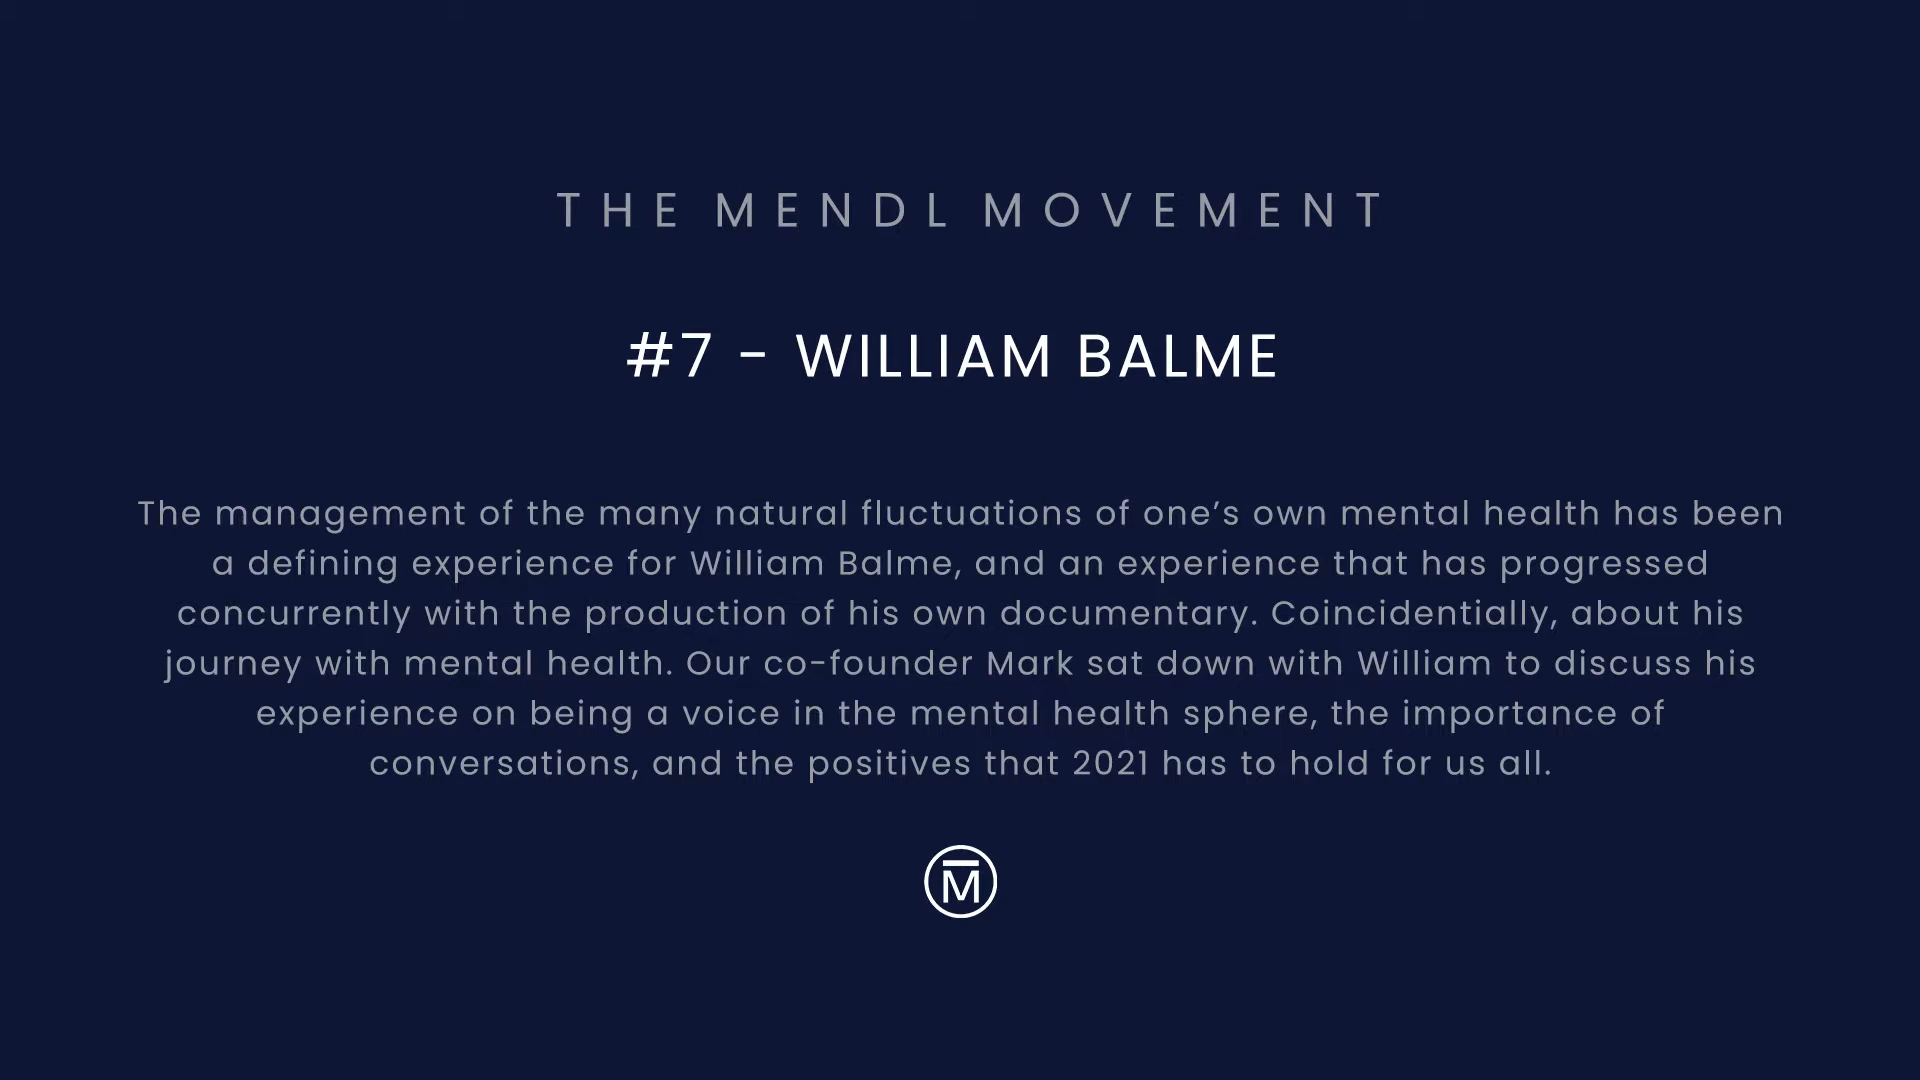 THE MENDL MOVEMENT
#7 - WILLIAM BALME
The management of the many natural fluctuations of one’s own mental health has been
a defining experience for William Balme, and an experience that has progressed
concurrently with the production of his own documentary. Coincidentially, about his
journey with mental health. Our co-founder Mark sat down with William to discuss his
experience on being a voice in the mental health sphere, the importance of
conversations, and the positives that 2021 has to hold for us all.
M